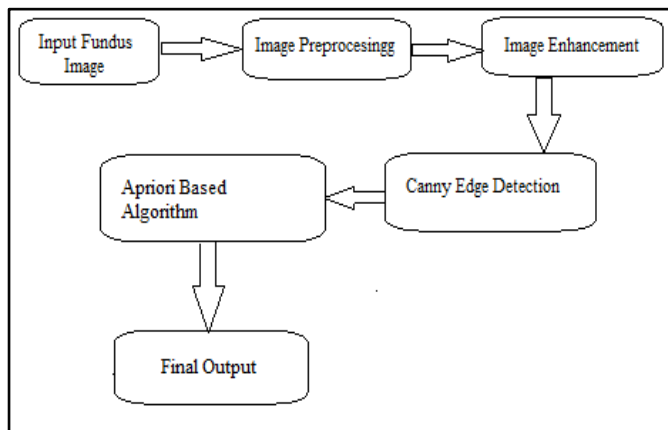 Input Fundus
Image
Image Preprocesingg
Image Enhancement
Canny Edge Detection
Apriori Based
Algorithm
Final Output